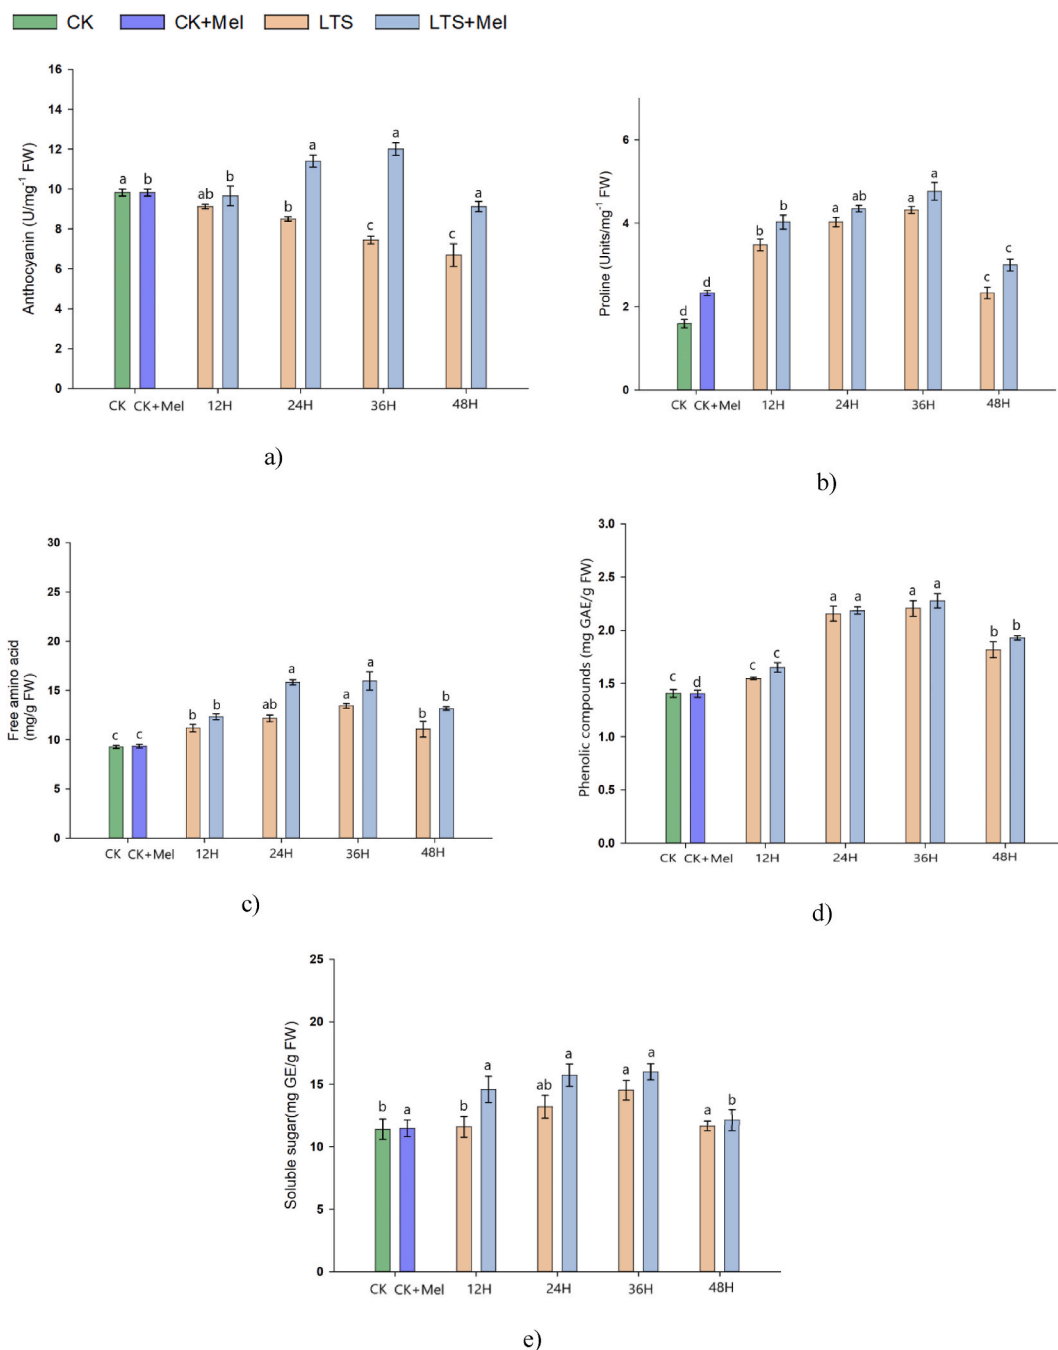 CK CK+Mel LTS LTS+Mel
Anthocyanin (U/mg⁻¹ FW)
16
14
12
10
8
6
4
2
0
a b ab b b a c a c a
CK CK+Mel 12H 24H 36H 48H
a)
Proline (Units/mg⁻¹ FW)
6
4
2
0
d d b b a ab a a c c
CK CK+Mel 12H 24H 36H 48H
b)
Free amino acid
(mg/g FW)
30
25
20
15
10
5
0
c c b b ab a a a b b
CK CK+Mel 12H 24H 36H 48H
c)
Phenolic compounds (mg GAE/g FW)
3.0
2.5
2.0
1.5
1.0
0.5
0.0
c d c c a a a a b b
CK CK+Mel 12H 24H 36H 48H
d)
Soluble sugar(mg GE/g FW)
25
20
15
10
5
0
b a b a ab a a a a b
CK CK+Mel 12H 24H 36H 48H
e)